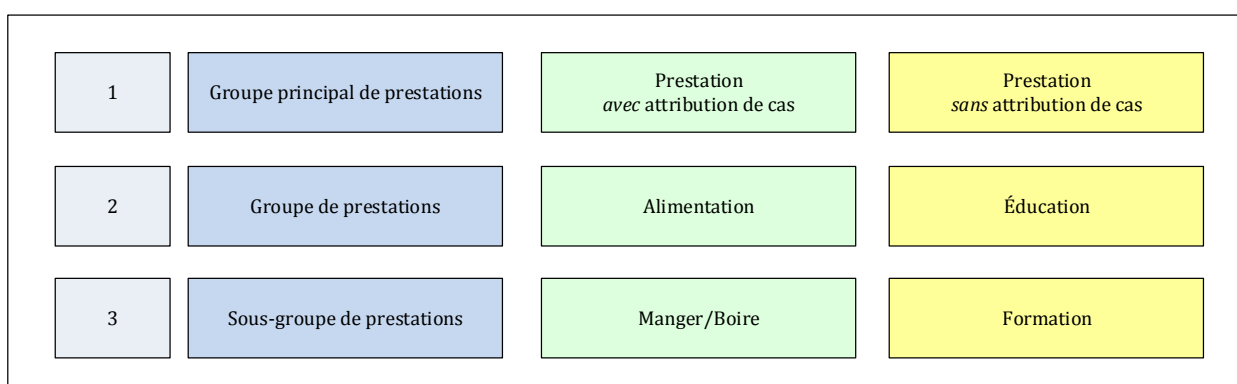 1
Groupe principal de prestations
Prestation
avec attribution de cas
Prestation
sans attribution de cas
2
Groupe de prestations
Alimentation
Éducation
3
Sous-groupe de prestations
Manger/Boire
Formation